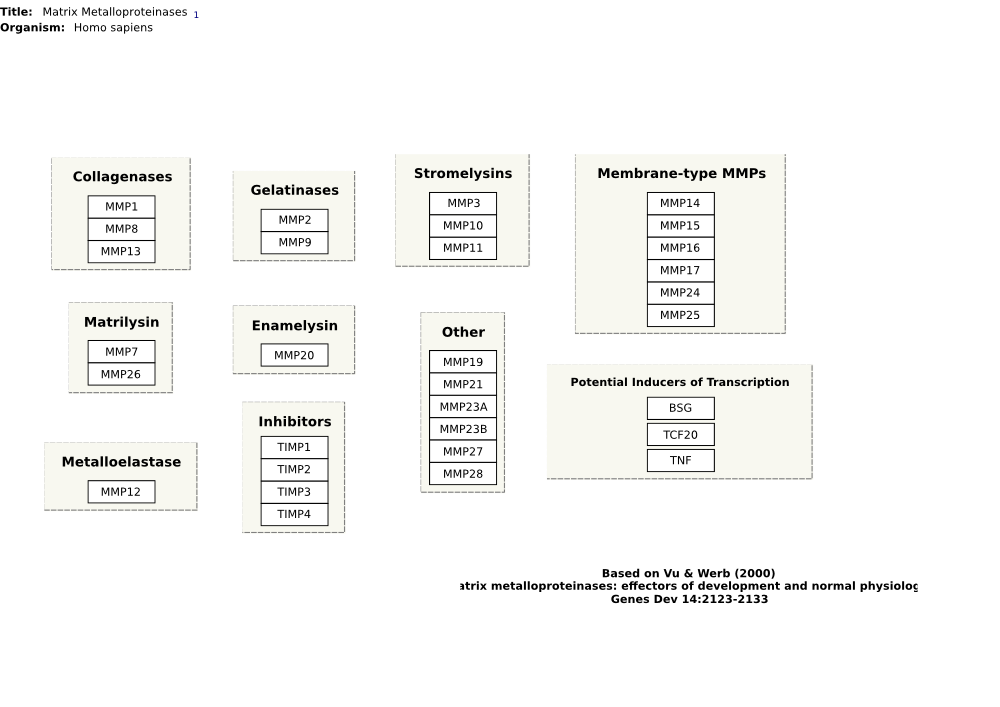 Title: Matrix Metalloproteinases 1
Organism: Homo sapiens
Collagenases
MMP1
MMP8
MMP13
Gelatinases
MMP2
MMP9
Stromelysins
MMP3
MMP10
MMP11
Membrane-type MMPs
MMP14
MMP15
MMP16
MMP17
MMP24
MMP25
Matrilysin
MMP7
MMP26
Enamelysin
MMP20
Other
MMP19
MMP21
MMP23A
MMP23B
MMP27
MMP28
Potential Inducers of Transcription
BSG
TCF20
TNF
Inhibitors
TIMP1
TIMP2
TIMP3
TIMP4
Metalloelastase
MMP12
Based on Vu & Werb (2000)
atrix metalloproteinases: effectors of development and normal physiolog
Genes Dev 14:2123-2133